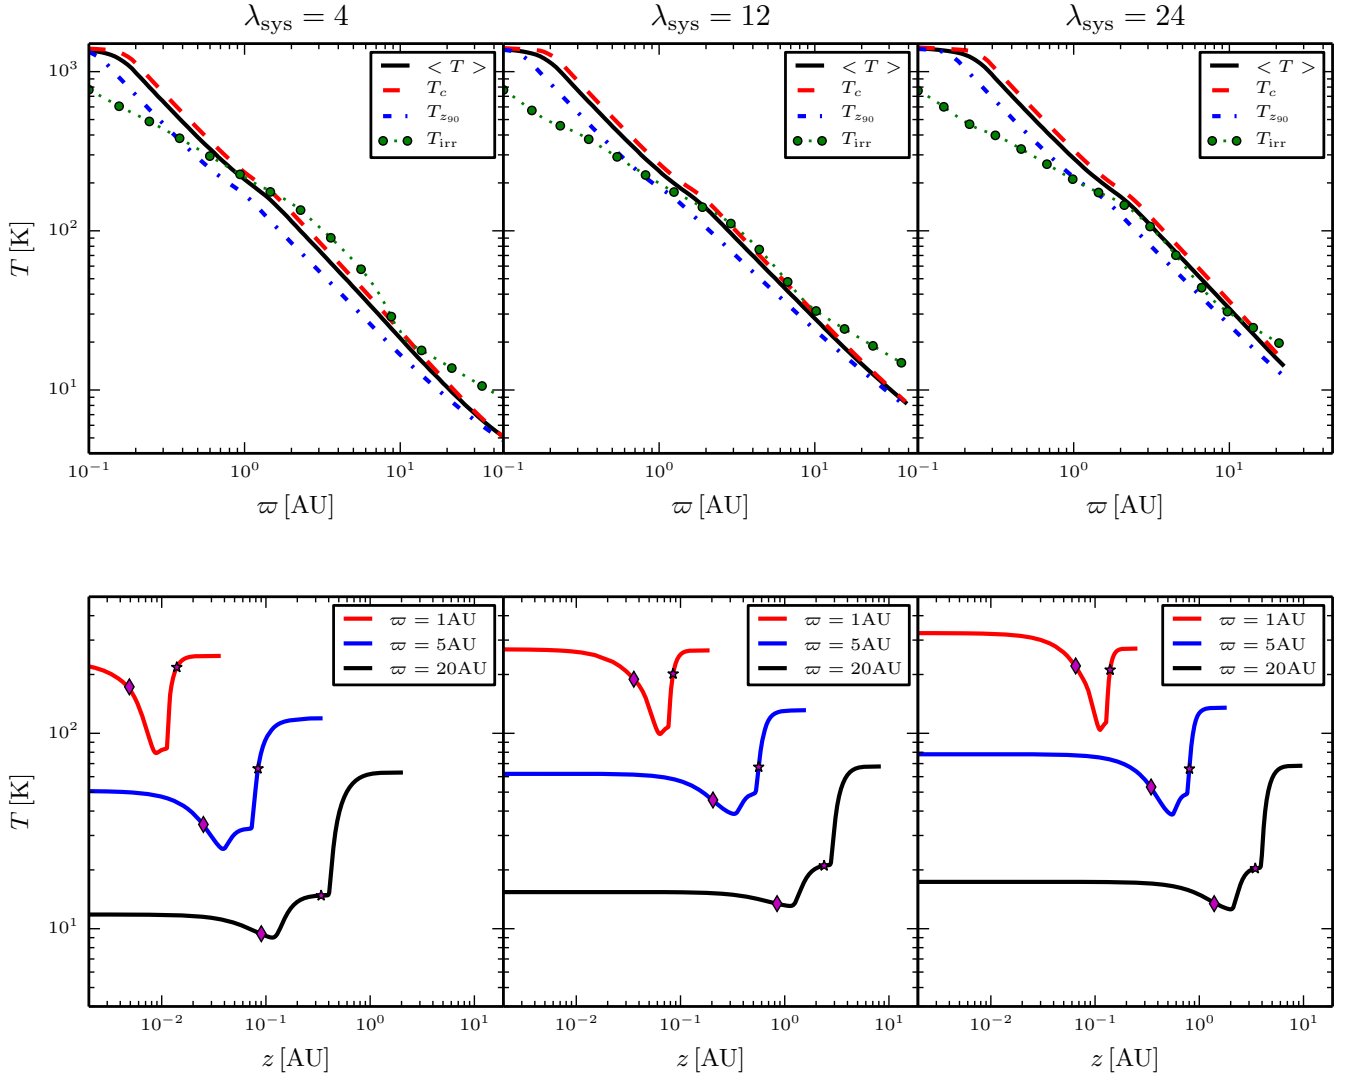 λsys = 4 λsys = 12 λsys = 24
< T > < T > < T >
Tc Tc Tc
Tz90 Tz90 Tz90
Tirr Tirr Tirr
10³
10²
10¹
T [K]
10⁻¹ 10⁰ 10¹ 10⁻¹ 10⁰ 10¹ 10⁻¹ 10⁰ 10¹
ϖ [AU] ϖ [AU] ϖ [AU]
ϖ = 1AU ϖ = 1AU ϖ = 1AU
ϖ = 5AU ϖ = 5AU ϖ = 5AU
ϖ = 20AU ϖ = 20AU ϖ = 20AU
10²
10¹
T [K]
10⁻² 10⁻¹ 10⁰ 10¹ 10⁻² 10⁻¹ 10⁰ 10¹ 10⁻² 10⁻¹ 10⁰ 10¹
z [AU] z [AU] z [AU]